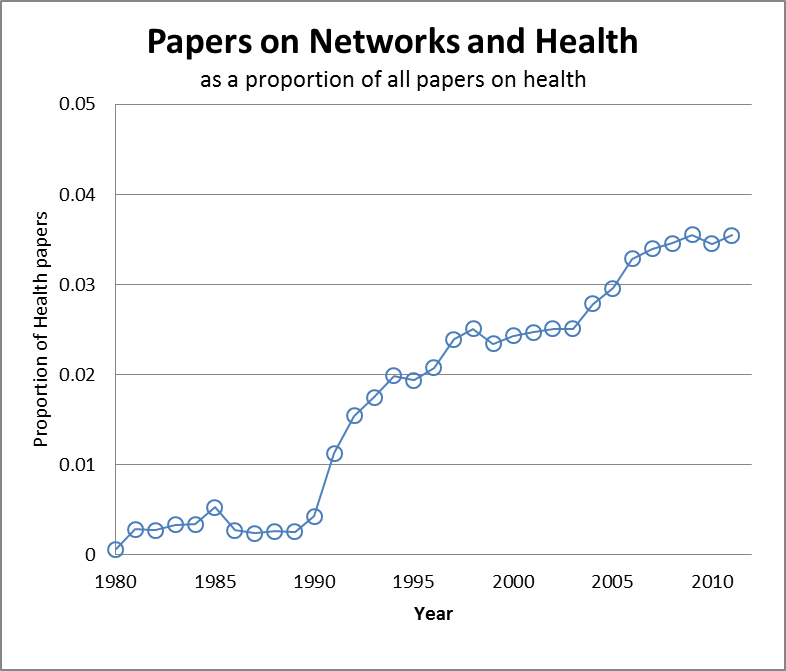 Papers on Networks and Health
as a proportion of all papers on health
0.05
0.04
0.03
0.02
0.01
0
Proportion of Health papers
1980 1985 1990 1995 2000 2005 2010
Year